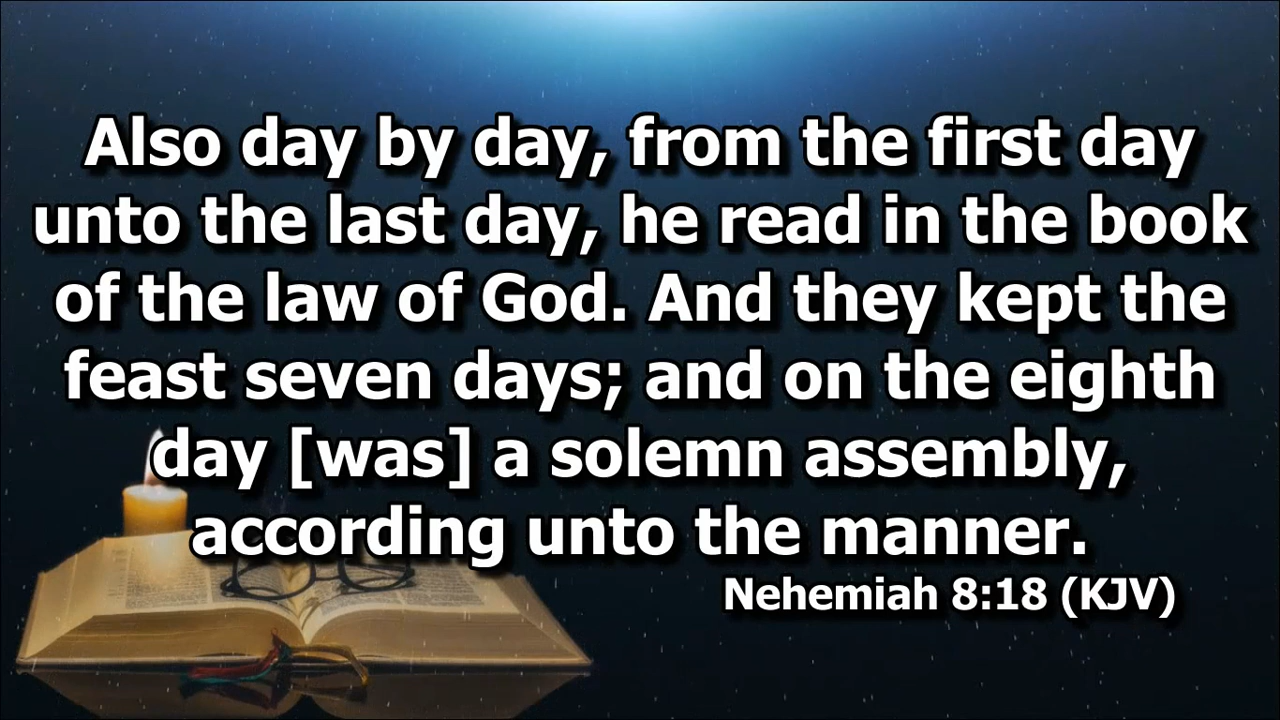 Also day by day, from the first day
unto the last day, he read in the book
of the law of God. And they kept the
feast seven days; and on the eighth
day [was] a solemn assembly,
according unto the manner.
Nehemiah 8:18 (KJV)